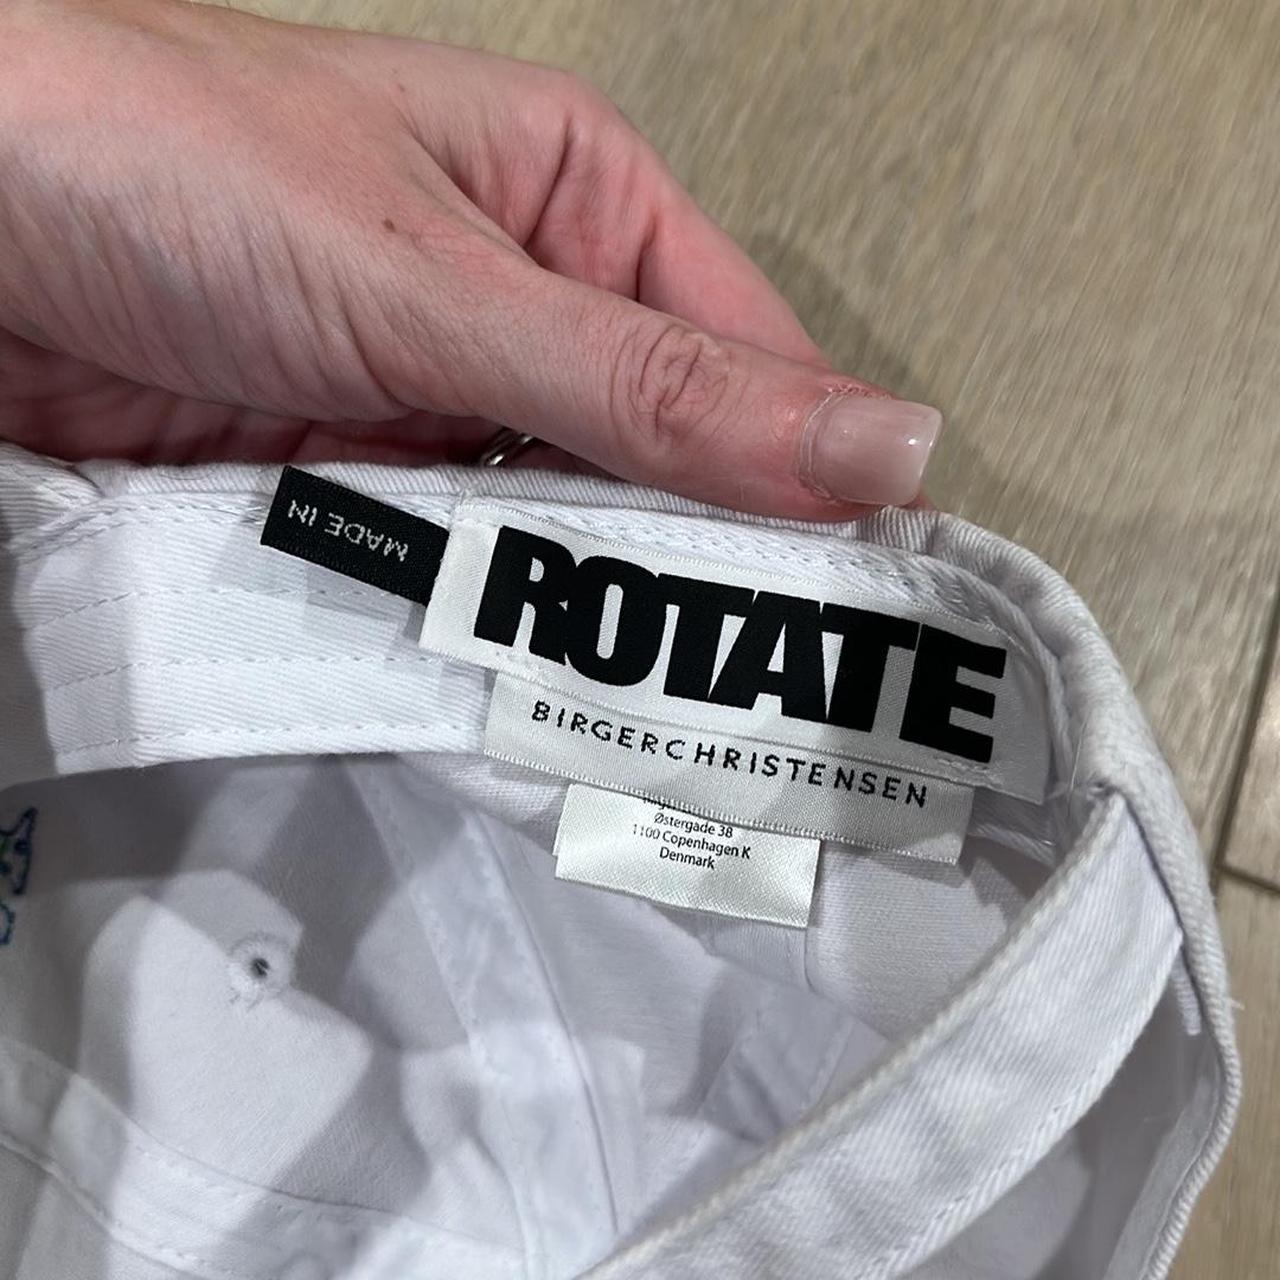 MADE IN
ROTATE
BIRGERCHRISTENSEN
Østergade 38
1100 Copenhagen K
Denmark